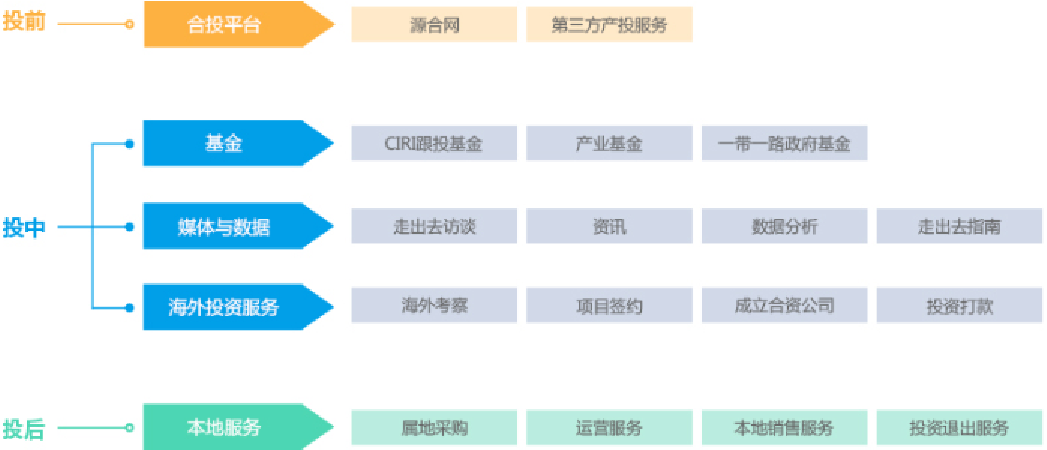 投前 合投平台 源合网 第三方产投服务
基金 CIRI跟投基金 产业基金 一带一路政府基金
投中 媒体与数据 走出去访谈 资讯 数据分析 走出去指南
海外投资服务 海外考察 项目签约 成立合资公司 投资打款
投后 本地服务 属地采购 运营服务 本地销售服务 投资退出服务